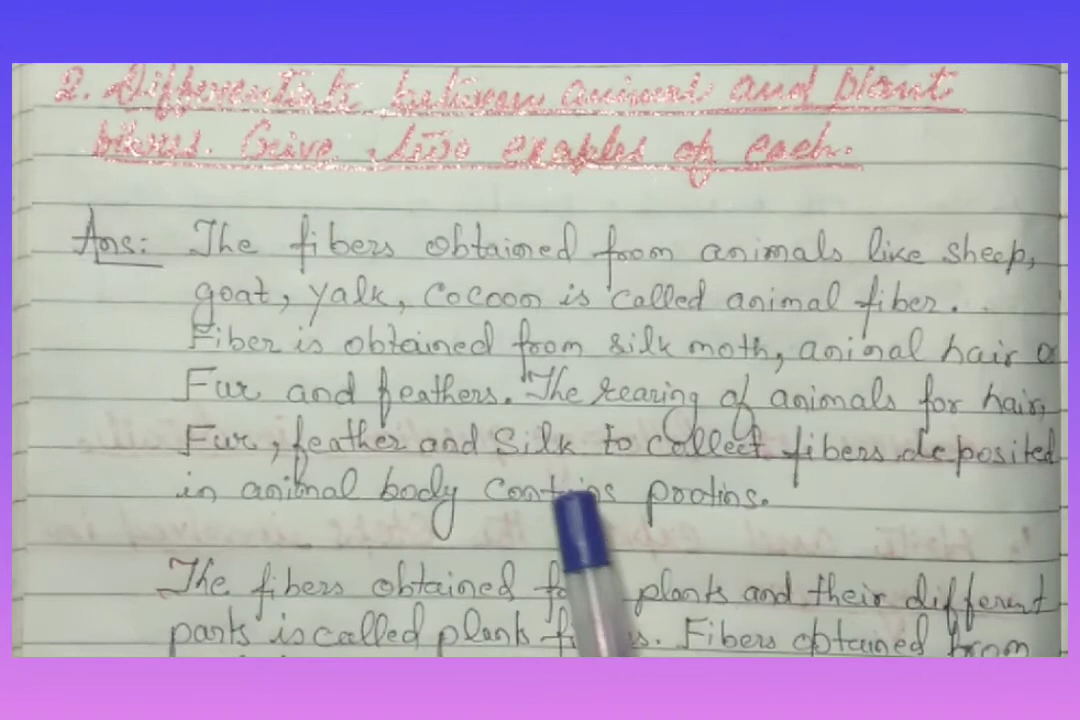 2. Differentiate between animal and plant
fibers. Give two exaples of each.
Ans: The fibers obtained from animals like sheep,
goat, yalk, cocoon is called animal fiber.
Fiber is obtained from silk moth, animal hair o
Fur and feathers. The rearing of animals for hair,
Fur, feather and Silk to collect fibers deposited
in animal body contains protins.
The fibers obtained plants and their different
parts is called plant Fibers obtained from